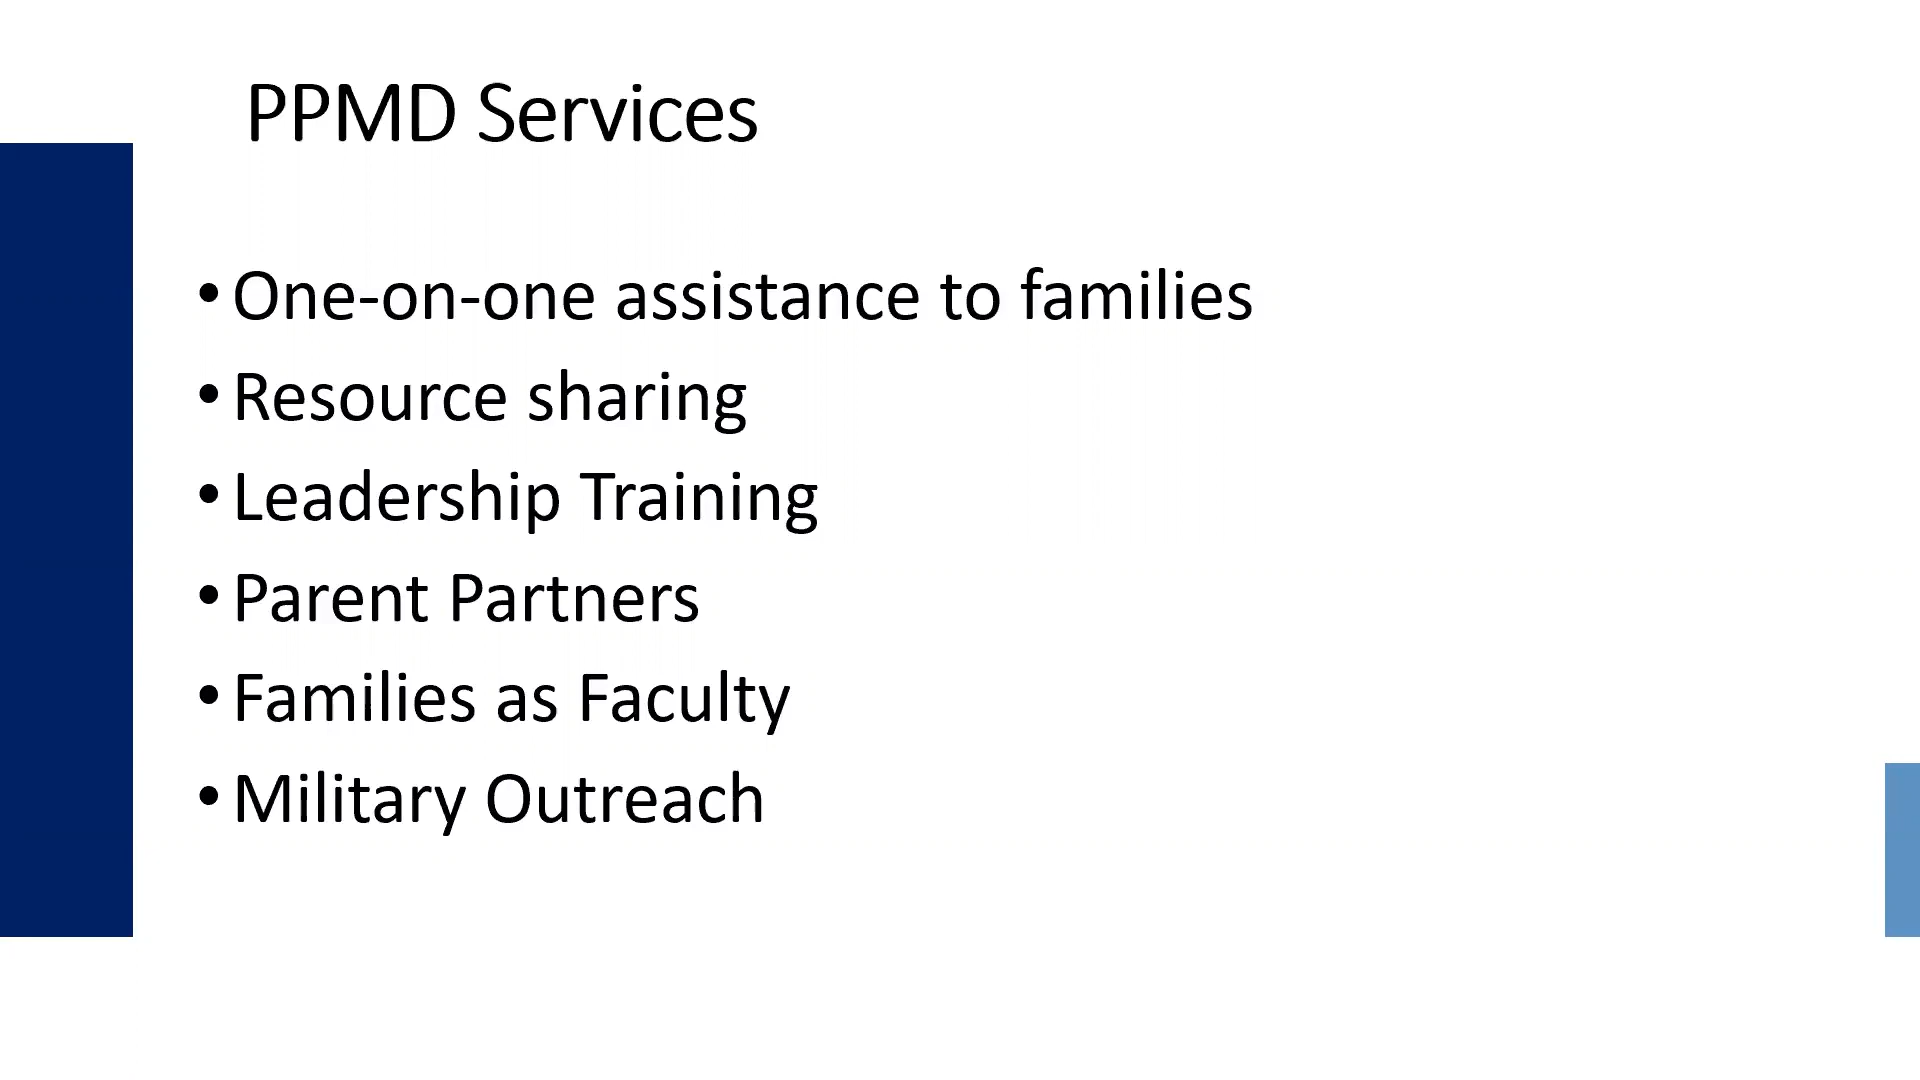 PPMD Services
• One-on-one assistance to families
• Resource sharing
• Leadership Training
• Parent Partners
• Families as Faculty
• Military Outreach